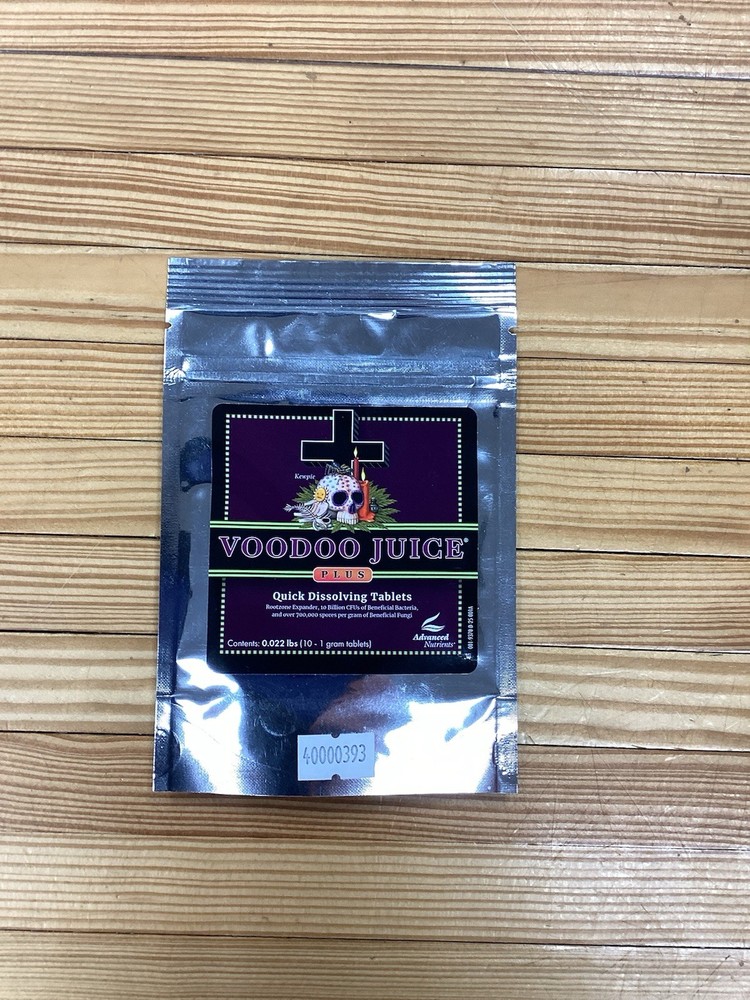 Kewpie
VOODOO JUICE®
PLUS
Quick Dissolving Tablets
Rootzone Expander, 10 Billion CFUs of Beneficial Bacteria,
and over 700,000 spores per gram of Beneficial Fungi
Contents: 0.022 lbs (10 - 1 gram tablets)
Advanced
Nutrients®
40000393